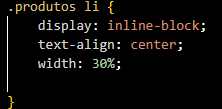 .produtos li {
display: inline-block;
text-align: center;
width: 30%;
}